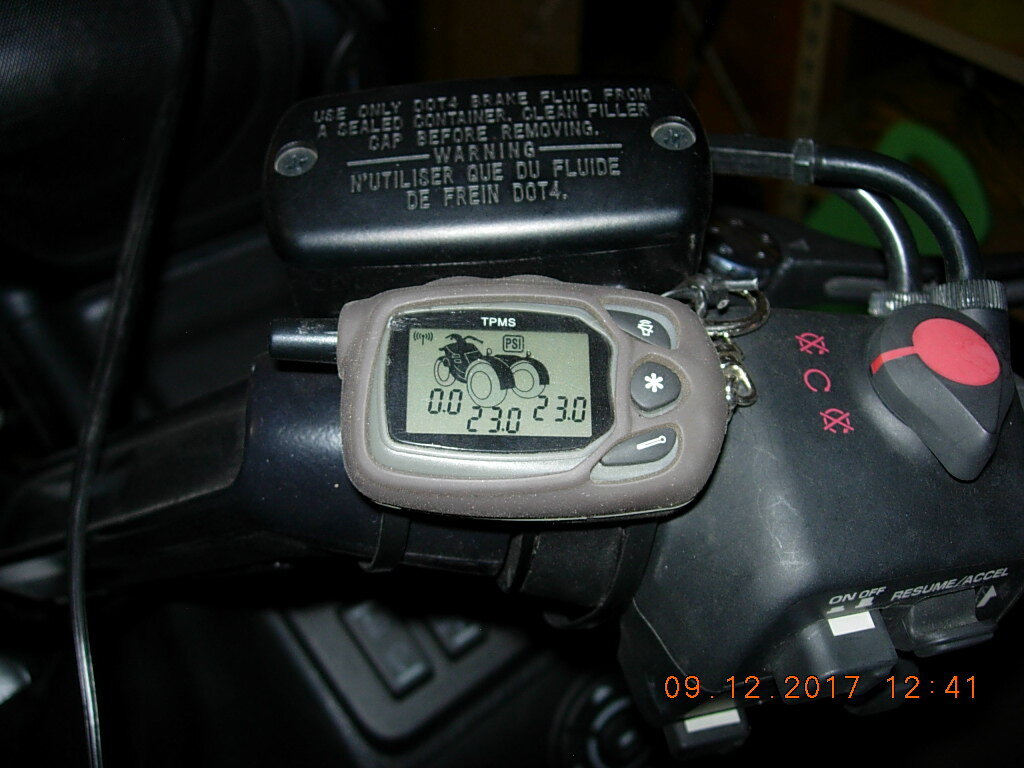 USE ONLY DOT4 BRAKE FLUID FROM
A SEALED CONTAINER. CLEAN FILLER
CAP BEFORE REMOVING.
WARNING
N'UTILISER QUE DU FLUIDE
DE FREIN DOT4.
TPMS
PSI
0.0
23.0
23.0
C
ON OFF
RESUME/ACCEL
09.12.2017 12:41